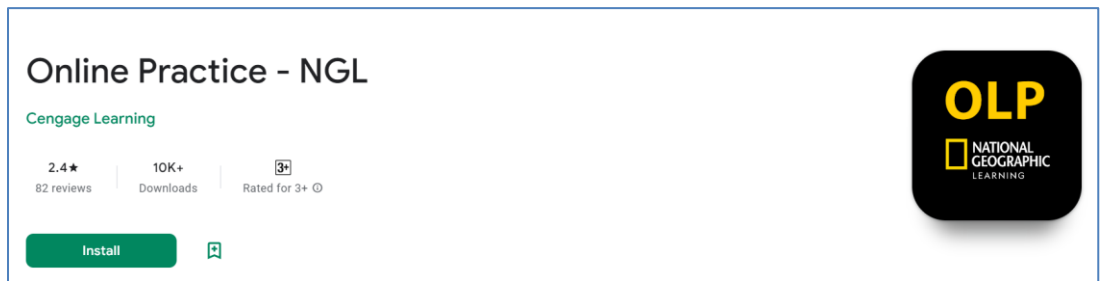 Online Practice - NGL
Cengage Learning
2.4★ 10K+ 3+
82 reviews Downloads Rated for 3+
Install
OLP
NATIONAL
GEOGRAPHIC
LEARNING